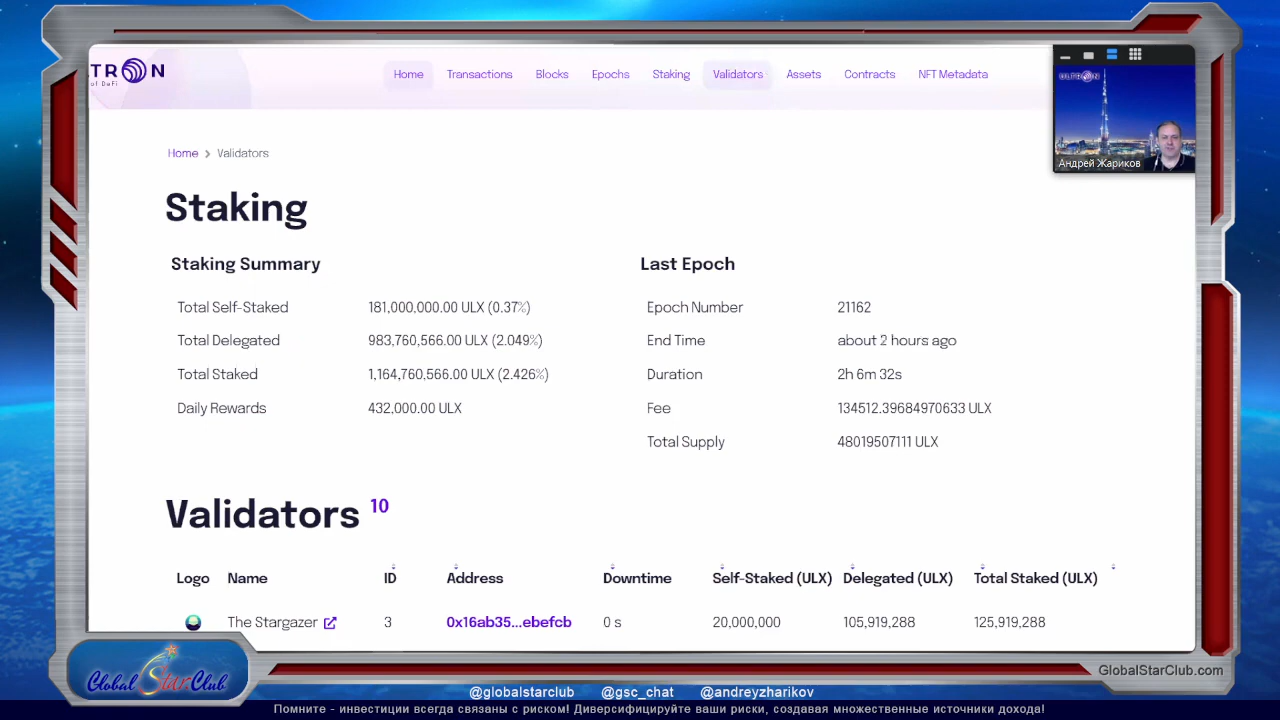 TRON
of DeFi
Home Transactions Blocks Epochs Staking Validators Assets Contracts NFT Metadata
ULTRON
Андрей Жариков
Home > Validators
Staking
Staking Summary
Total Self-Staked 181,000,000.00 ULX (0.37%)
Total Delegated 983,760,566.00 ULX (2.049%)
Total Staked 1,164,760,566.00 ULX (2.426%)
Daily Rewards 432,000.00 ULX
Last Epoch
Epoch Number 21162
End Time about 2 hours ago
Duration 2h 6m 32s
Fee 134512.39684970633 ULX
Total Supply 48019507111 ULX
Validators 10
Logo Name ID Address Downtime Self-Staked (ULX) Delegated (ULX) Total Staked (ULX)
The Stargazer 3 0x16ab35...ebefcb 0 s 20,000,000 105,919,288 125,919,288
Global Star Club
GlobalStarClub.com
@globalstarclub @gsc_chat @andreyzharikov
Помните - инвестиции всегда связаны с риском! Диверсифицируйте ваши риски, создавая множественные источники дохода!